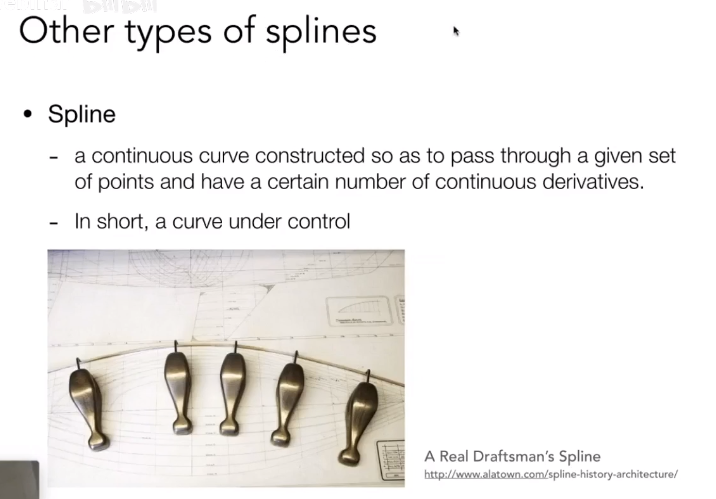 Other types of splines
• Spline
- a continuous curve constructed so as to pass through a given set
of points and have a certain number of continuous derivatives.
- In short, a curve under control
A Real Draftsman's Spline
http://www.alatown.com/spline-history-architecture/